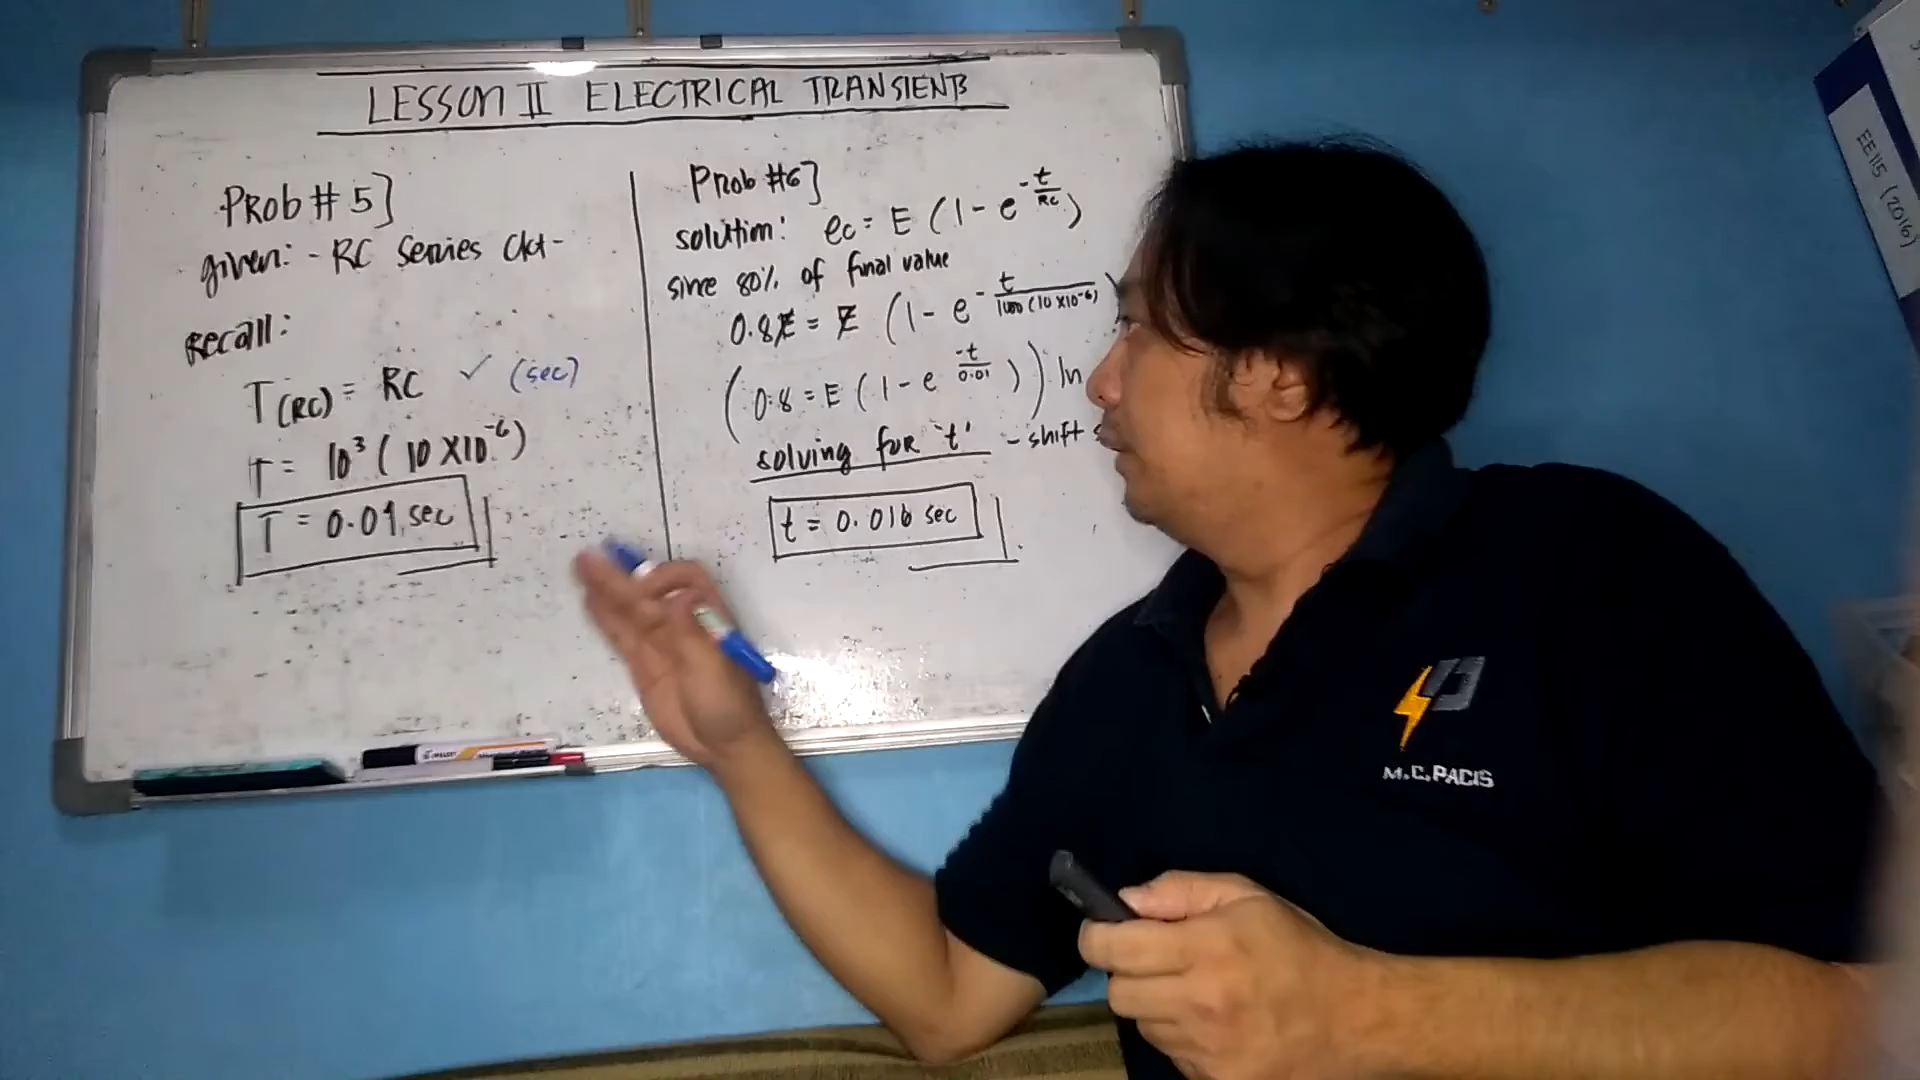 LESSON II ELECTRICAL TRANSIENTS
PROB # 5]
given: - RC Series Ckt-
Recall:
T(RC) = RC ✓ (sec)
T = 10³ ( 10 X10⁻⁶)
T = 0.01 sec
Prob #6]
solution: ec = E (1 - e^-t/RC)
since 80% of final value
0.8E = E (1 - e^-t/1000(10x10⁻⁶))
(0.8 = E (1 - e^-t/0.01)) ln
solving for 't' - shift
t = 0.016 sec
EE115 (2016)
M.C.PACIS